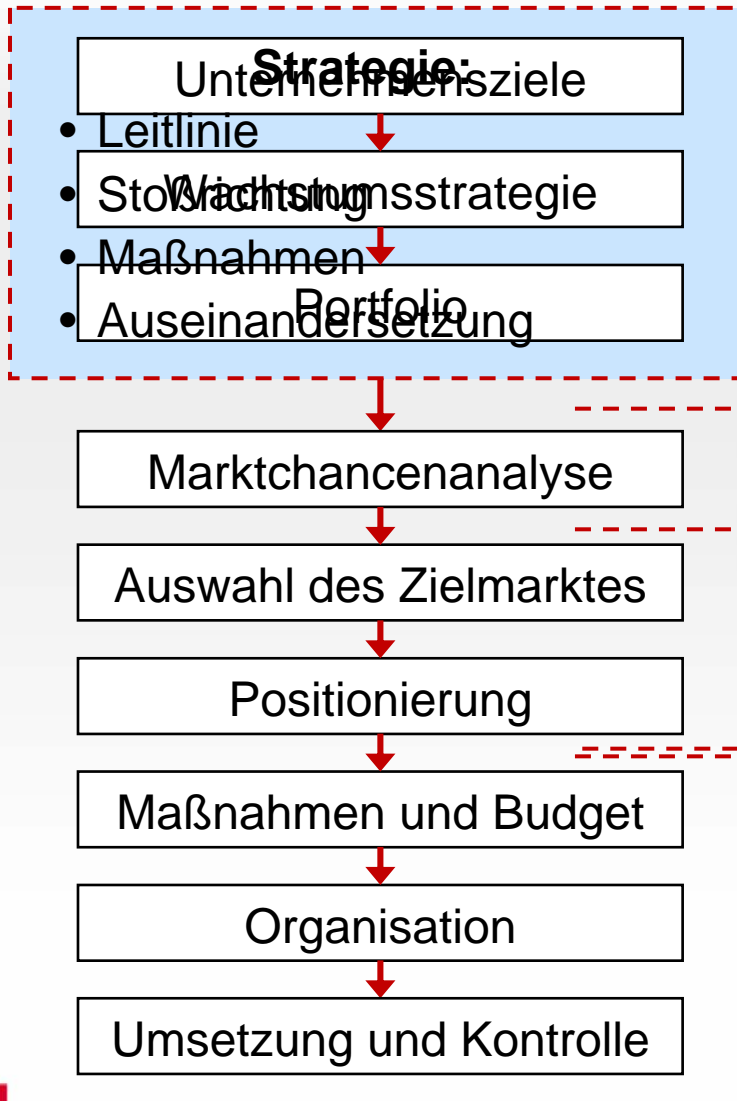 Strategie:
Unternehmensziele
• Leitlinie
• Stoßrichtung
Wachstumsstrategie
• Maßnahmen
Portfolio
• Auseinandersetzung
Marktchancenanalyse
Auswahl des Zielmarktes
Positionierung
Maßnahmen und Budget
Organisation
Umsetzung und Kontrolle